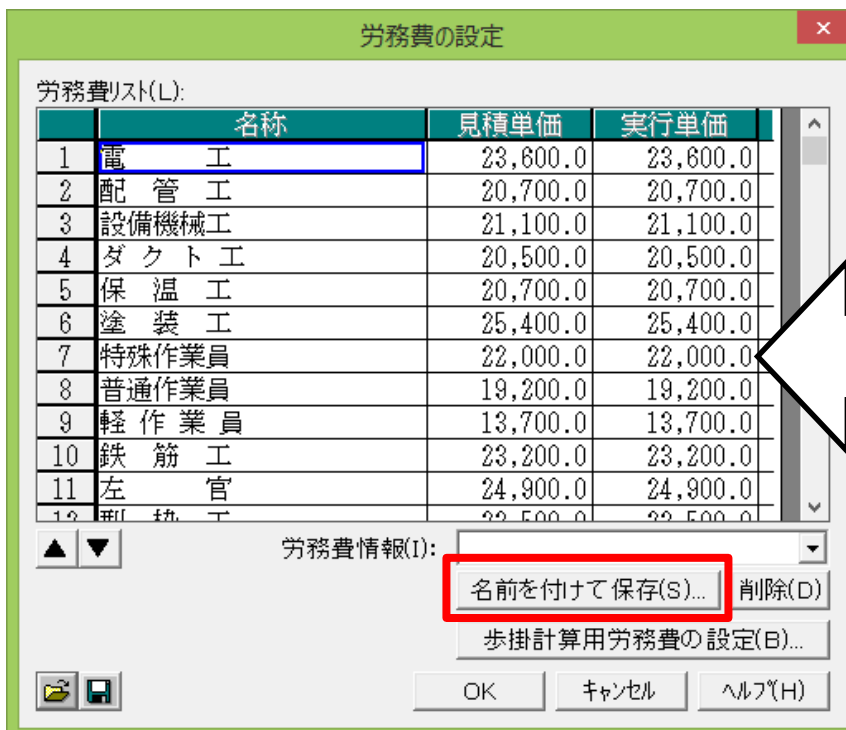 労務費の設定
労務費リスト(L):
名称 見積単価 実行単価
1 電 工 23,600.0 23,600.0
2 配 管 工 20,700.0 20,700.0
3 設備機械工 21,100.0 21,100.0
4 ダ ク ト 工 20,500.0 20,500.0
5 保 温 工 20,700.0 20,700.0
6 塗 装 工 25,400.0 25,400.0
7 特殊作業員 22,000.0 22,000.0
8 普通作業員 19,200.0 19,200.0
9 軽 作 業 員 13,700.0 13,700.0
10 鉄 筋 工 23,200.0 23,200.0
11 左 官 24,900.0 24,900.0
労務費情報(I):
名前を付けて保存(S)... 削除(D)
歩掛計算用労務費の設定(B)...
OK キャンセル ヘルプ(H)